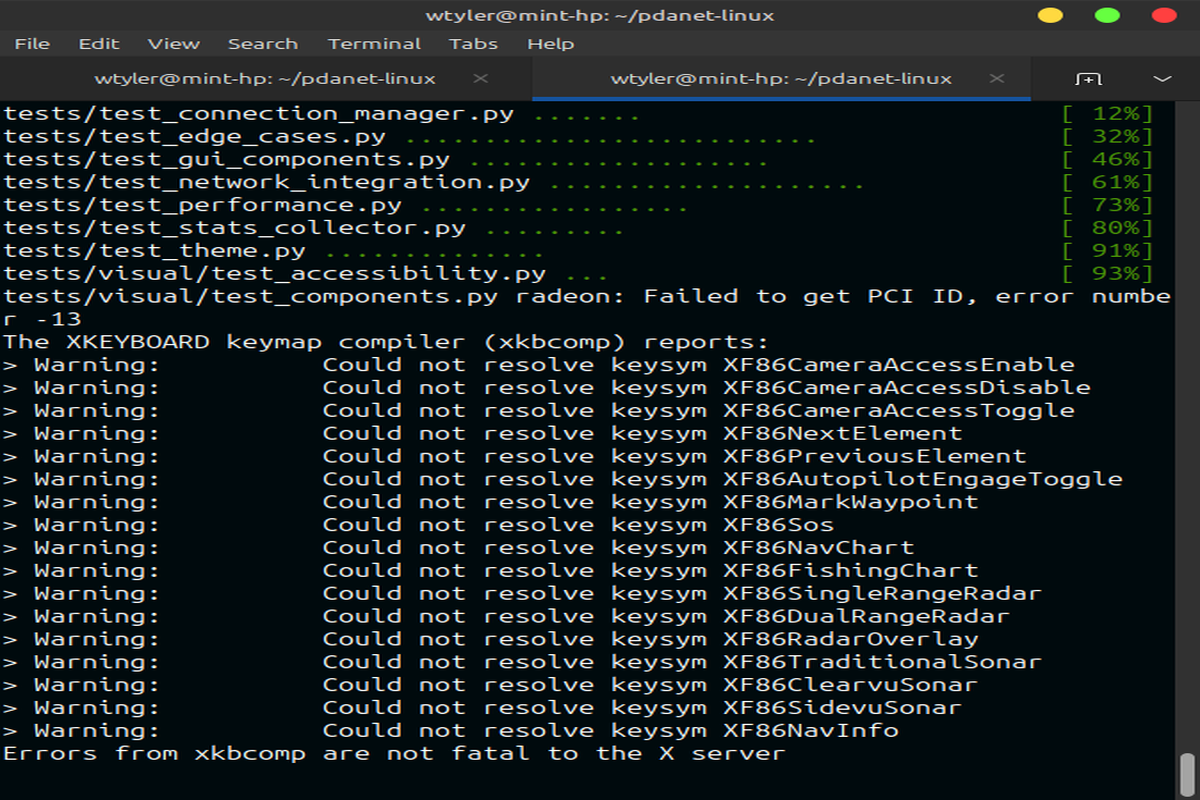 wtyler@mint-hp: ~/pdanet-linux
File Edit View Search Terminal Tabs Help
wtyler@mint-hp: ~/pdanet-linux × wtyler@mint-hp: ~/pdanet-linux ×
tests/test_connection_manager.py ....... [ 12%]
tests/test_edge_cases.py .......................... [ 32%]
tests/test_gui_components.py ................... [ 46%]
tests/test_network_integration.py .................... [ 61%]
tests/test_performance.py ................. [ 73%]
tests/test_stats_collector.py ......... [ 80%]
tests/test_theme.py .............. [ 91%]
tests/visual/test_accessibility.py ... [ 93%]
tests/visual/test_components.py radeon: Failed to get PCI ID, error numbe
r -13
The XKEYBOARD keymap compiler (xkbcomp) reports:
> Warning:          Could not resolve keysym XF86CameraAccessEnable
> Warning:          Could not resolve keysym XF86CameraAccessDisable
> Warning:          Could not resolve keysym XF86CameraAccessToggle
> Warning:          Could not resolve keysym XF86NextElement
> Warning:          Could not resolve keysym XF86PreviousElement
> Warning:          Could not resolve keysym XF86AutopilotEngageToggle
> Warning:          Could not resolve keysym XF86MarkWaypoint
> Warning:          Could not resolve keysym XF86Sos
> Warning:          Could not resolve keysym XF86NavChart
> Warning:          Could not resolve keysym XF86FishingChart
> Warning:          Could not resolve keysym XF86SingleRangeRadar
> Warning:          Could not resolve keysym XF86DualRangeRadar
> Warning:          Could not resolve keysym XF86RadarOverlay
> Warning:          Could not resolve keysym XF86TraditionalSonar
> Warning:          Could not resolve keysym XF86ClearvuSonar
> Warning:          Could not resolve keysym XF86SidevuSonar
> Warning:          Could not resolve keysym XF86NavInfo
Errors from xkbcomp are not fatal to the X server